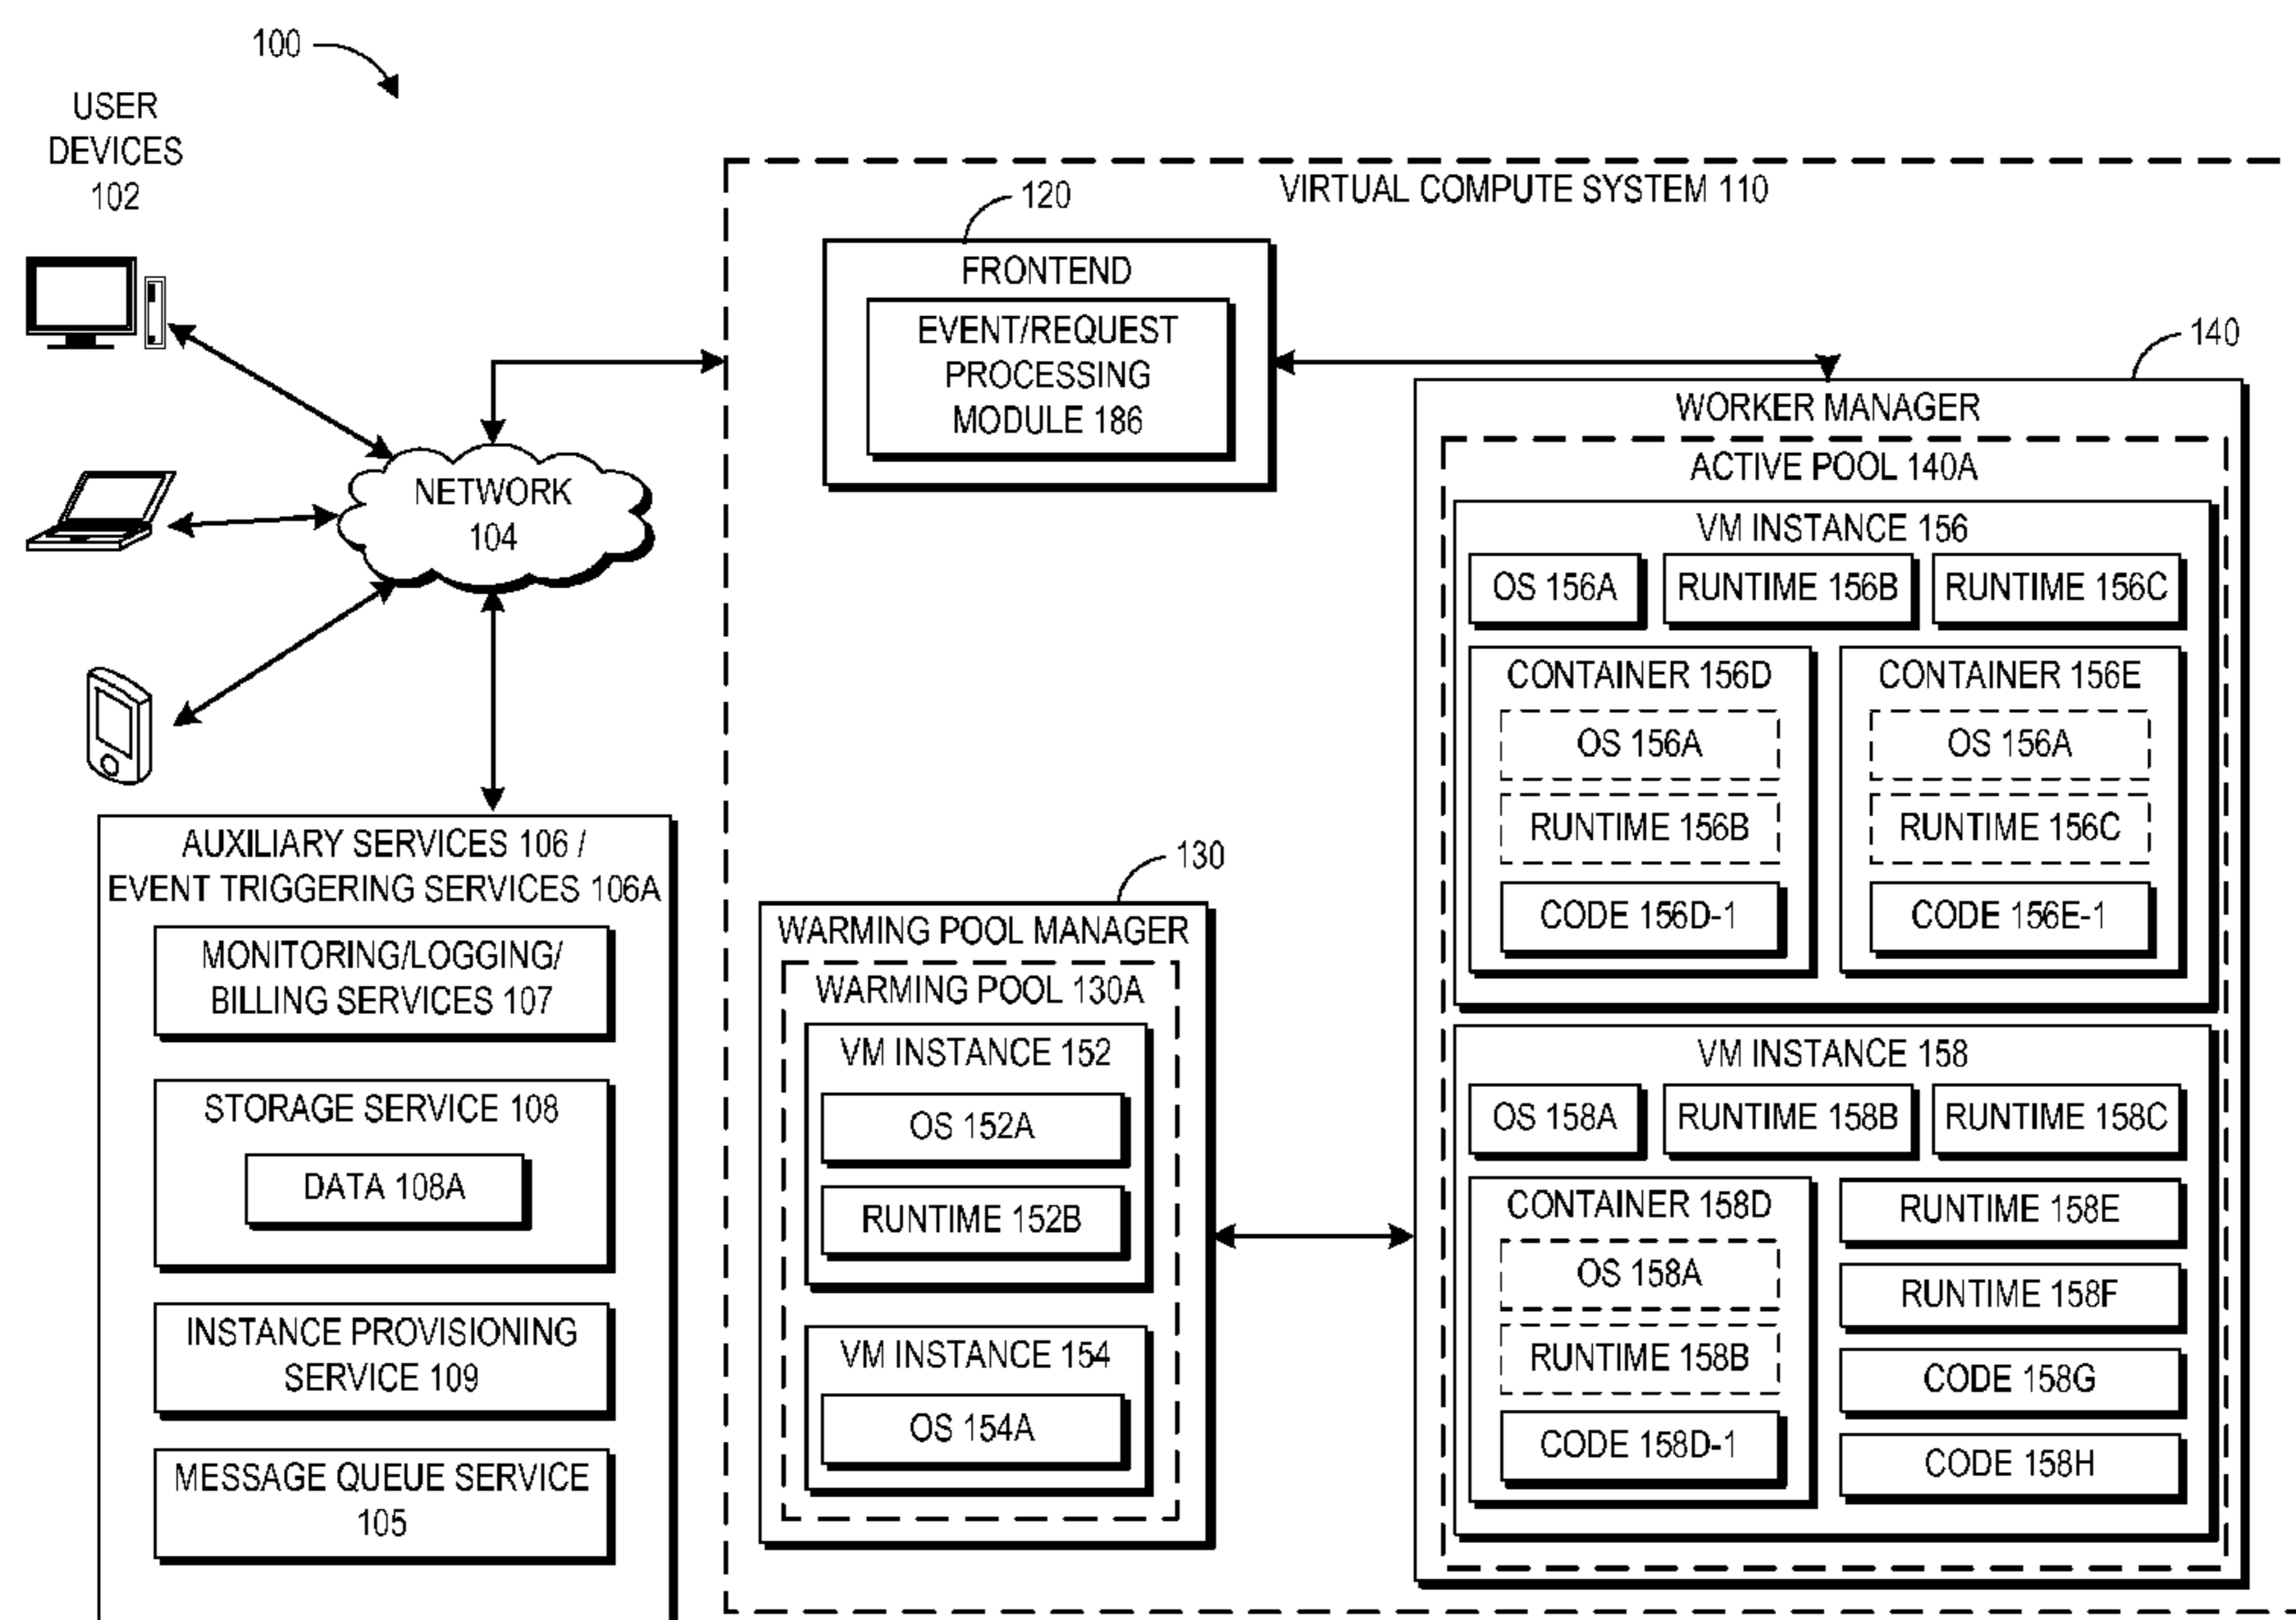 100
USER
DEVICES
102
NETWORK
104
AUXILIARY SERVICES 106 /
EVENT TRIGGERING SERVICES 106A
MONITORING/LOGGING/
BILLING SERVICES 107
STORAGE SERVICE 108
DATA 108A
INSTANCE PROVISIONING
SERVICE 109
MESSAGE QUEUE SERVICE
105
VIRTUAL COMPUTE SYSTEM 110
120
FRONTEND
EVENT/REQUEST
PROCESSING
MODULE 186
130
WARMING POOL MANAGER
WARMING POOL 130A
VM INSTANCE 152
OS 152A
RUNTIME 152B
VM INSTANCE 154
OS 154A
140
WORKER MANAGER
ACTIVE POOL 140A
VM INSTANCE 156
OS 156A
RUNTIME 156B
RUNTIME 156C
CONTAINER 156D
OS 156A
RUNTIME 156B
CODE 156D-1
CONTAINER 156E
OS 156A
RUNTIME 156C
CODE 156E-1
VM INSTANCE 158
OS 158A
RUNTIME 158B
RUNTIME 158C
CONTAINER 158D
OS 158A
RUNTIME 158B
CODE 158D-1
RUNTIME 158E
RUNTIME 158F
CODE 158G
CODE 158H